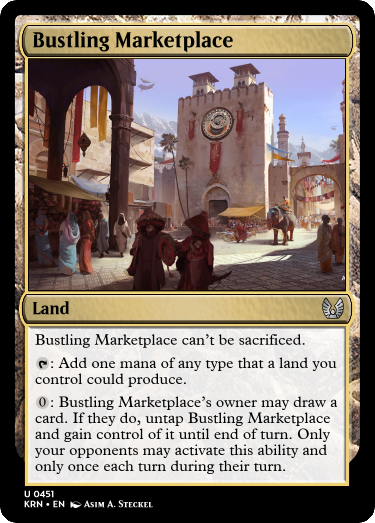 Bustling Marketplace
Land
Bustling Marketplace can't be sacrificed.
: Add one mana of any type that a land you
control could produce.
0: Bustling Marketplace's owner may draw a
card. If they do, untap Bustling Marketplace
and gain control of it until end of turn. Only
your opponents may activate this ability and
only once each turn during their turn.
U 0451
KRN • EN Asim A. Steckel